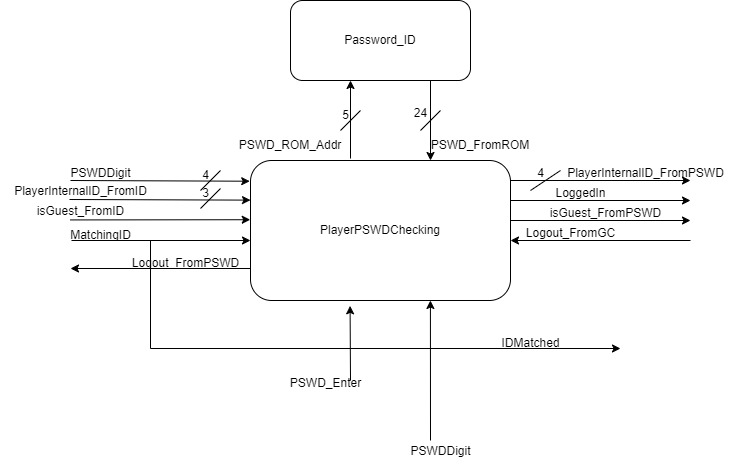 Password_ID
5
24
PSWD_ROM_Addr
PSWD_FromROM
PSWDDigit
4
4
PlayerInternalID_FromPSWD
PlayerInternalID_FromID
3
LoggedIn
isGuest_FromID
isGuest_FromPSWD
PlayerPSWDChecking
MatchingID
Logout_FromGC
Logout_FromPSWD
IDMatched
PSWD_Enter
PSWDDigit